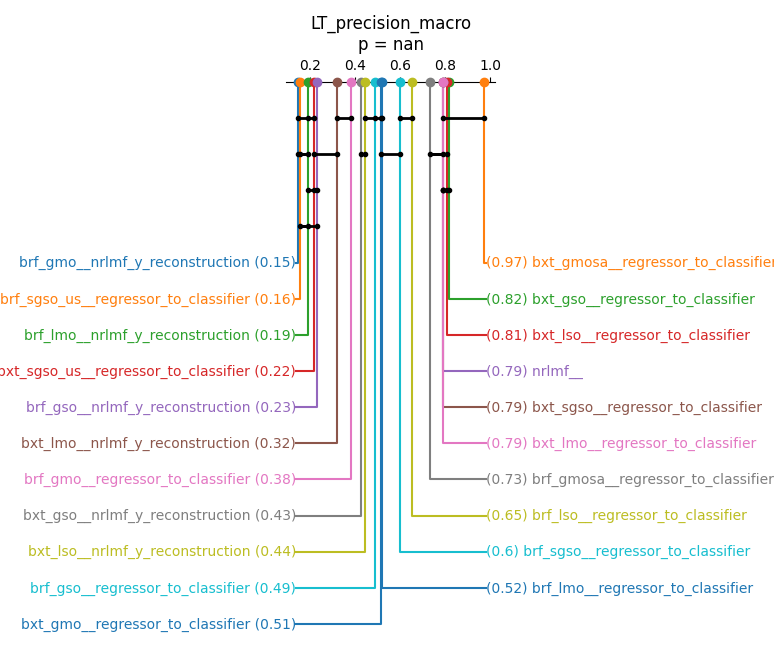 LT_precision_macro
p = nan
0.2 0.4 0.6 0.8 1.0
brf_gmo__nrlmf_y_reconstruction (0.15)
(0.97) bxt_gmosa__regressor_to_classifier
brf_sgso_us__regressor_to_classifier (0.16)
(0.82) bxt_gso__regressor_to_classifier
brf_lmo__nrlmf_y_reconstruction (0.19)
(0.81) bxt_lso__regressor_to_classifier
bxt_sgso_us__regressor_to_classifier (0.22)
(0.79) nrlmf__
brf_gso__nrlmf_y_reconstruction (0.23)
(0.79) bxt_sgso__regressor_to_classifier
bxt_lmo__nrlmf_y_reconstruction (0.32)
(0.79) bxt_lmo__regressor_to_classifier
brf_gmo__regressor_to_classifier (0.38)
(0.73) brf_gmosa__regressor_to_classifier
bxt_gso__nrlmf_y_reconstruction (0.43)
(0.65) brf_lso__regressor_to_classifier
bxt_lso__nrlmf_y_reconstruction (0.44)
(0.6) brf_sgso__regressor_to_classifier
brf_gso__regressor_to_classifier (0.49)
(0.52) brf_lmo__regressor_to_classifier
bxt_gmo__regressor_to_classifier (0.51)